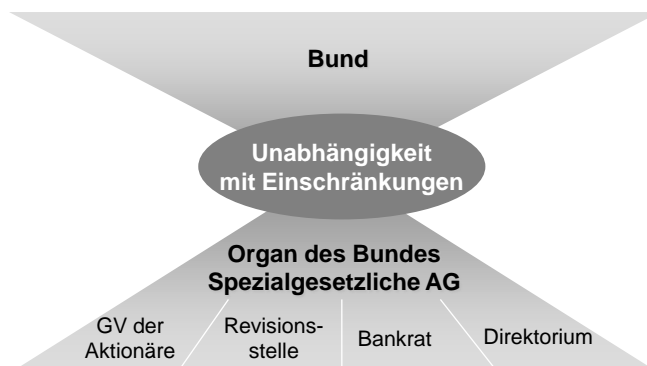 Bund
Unabhängigkeit
mit Einschränkungen
Organ des Bundes
Spezialgesetzliche AG
GV der
Aktionäre
Revisions-
stelle
Bankrat
Direktorium